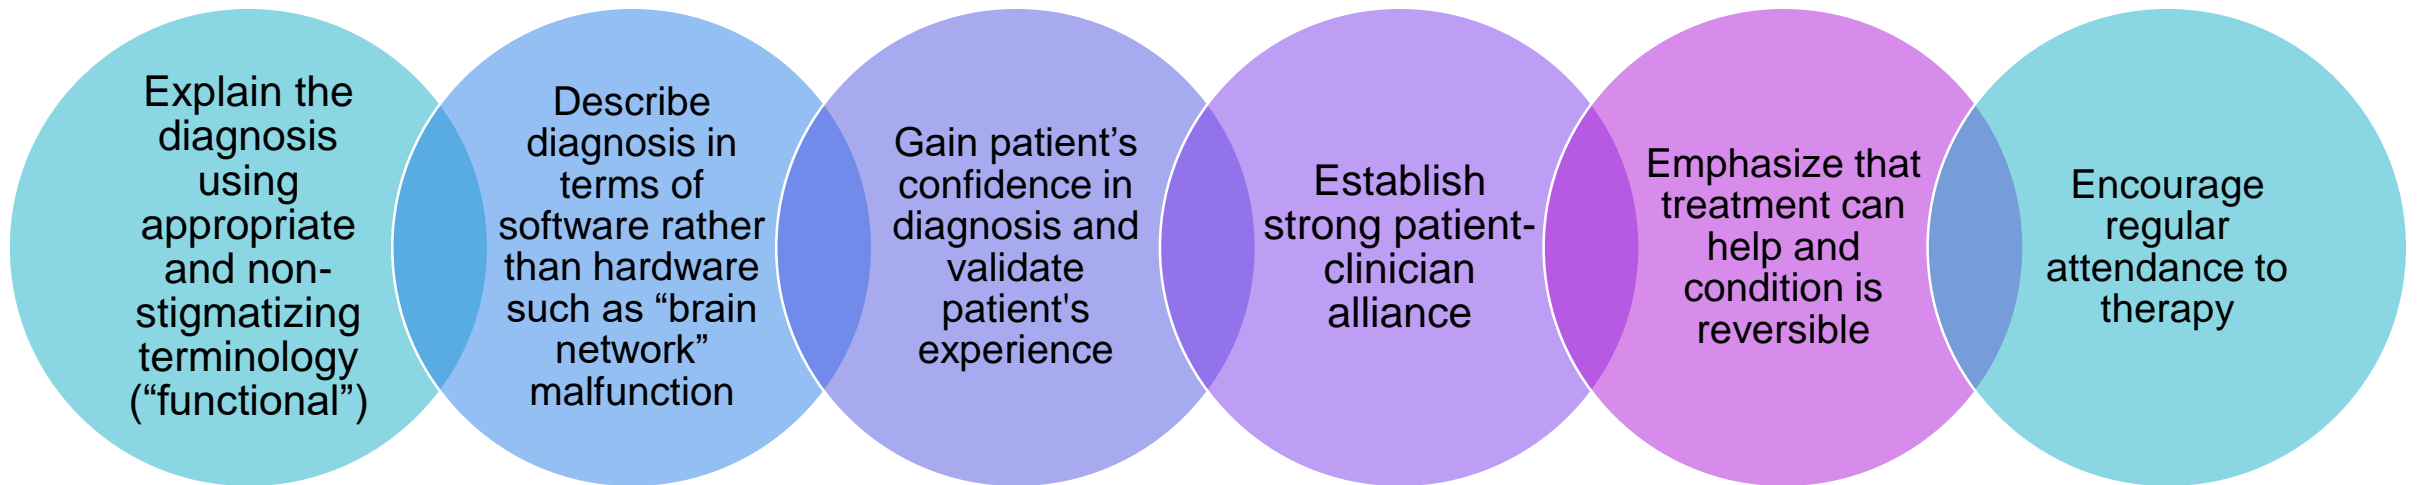 Explain the
diagnosis
using
appropriate
and non-
stigmatizing
terminology
(“functional”)
Describe
diagnosis in
terms of
software rather
than hardware
such as “brain
network”
malfunction
Gain patient’s
confidence in
diagnosis and
validate
patient's
experience
Establish
strong patient-
clinician
alliance
Emphasize that
treatment can
help and
condition is
reversible
Encourage
regular
attendance to
therapy